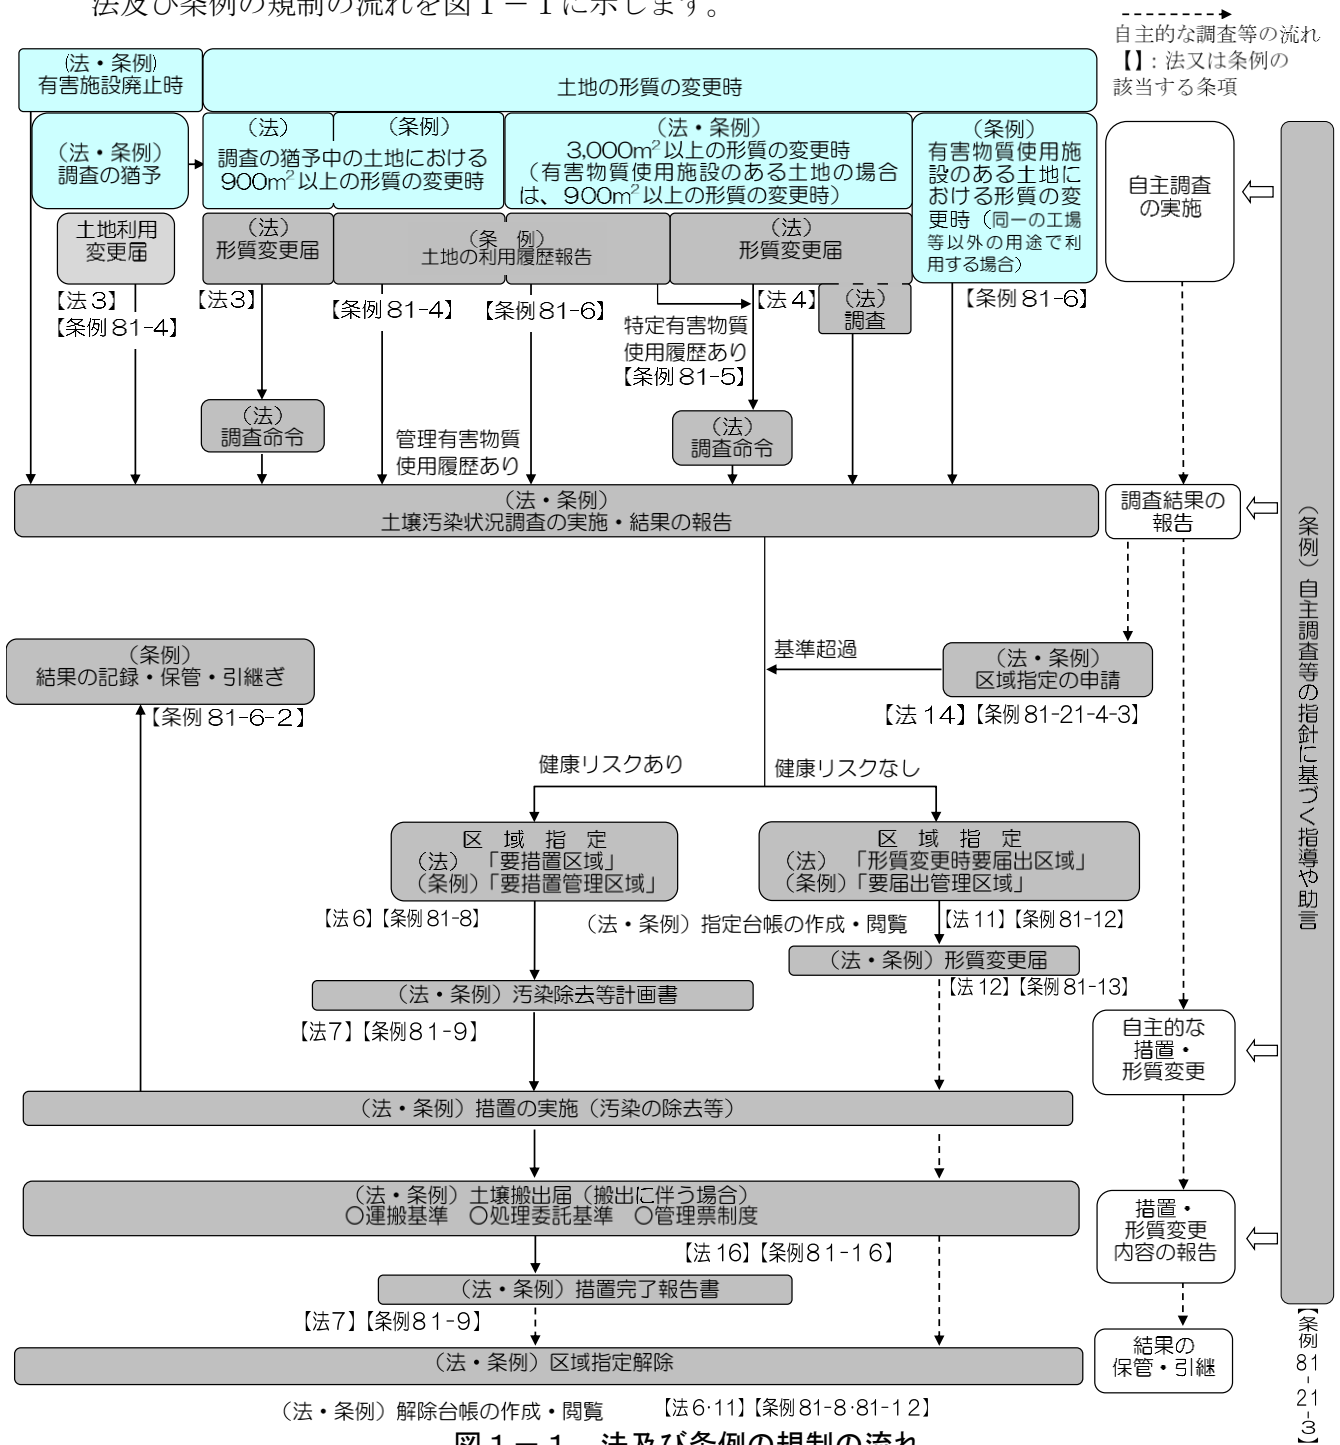 法及び条例の規制の流れを図１－１に示します。
自主的な調査等の流れ
【】：法又は条例の
該当する条項
(法・条例)
有害施設廃止時
土地の形質の変更時
（法・条例）
調査の猶予
（法）
（条例）
調査の猶予中の土地における
900m²以上の形質の変更時
（法・条例）
3,000m²以上の形質の変更時
（有害物質使用施設のある土地の場合
は、900m²以上の形質の変更時）
（条例）
有害物質使用施
設のある土地に
おける形質の変
更時（同一の工場
等以外の用途で利
用する場合）
自主調査
の実施
土地利用
変更届
（法）
形質変更届
（条　例）
土地の利用履歴報告
（法）
形質変更届
【法３】
【条例 81-4】
【法3】
【条例 81-4】
【条例 81-6】
【法 4】
（法）
調査
【条例 81-6】
特定有害物質
使用履歴あり
【条例 81-5】
（法）
調査命令
管理有害物質
使用履歴あり
（法）
調査命令
（法・条例）
土壌汚染状況調査の実施・結果の報告
調査結果の
報告
（条例）自主調査等の指針に基づく指導や助言
【条例81-21-3】
（条例）
結果の記録・保管・引継ぎ
【条例 81-6-2】
基準超過
（法・条例）
区域指定の申請
【法 14】【条例 81-21-4-3】
健康リスクあり
健康リスクなし
区　域　指　定
（法）　「要措置区域」
（条例）「要措置管理区域」
区　域　指　定
（法）　「形質変更時要届出区域」
（条例）「要届出管理区域」
【法 6】【条例 81-8】
（法・条例）指定台帳の作成・閲覧
【法 11】【条例 81-12】
（法・条例）形質変更届
【法 12】【条例 81-13】
（法・条例）汚染除去等計画書
【法7】【条例８１-９】
自主的な
措置・
形質変更
（法・条例）措置の実施（汚染の除去等）
（法・条例）土壌搬出届（搬出に伴う場合）
〇運搬基準　〇処理委託基準　〇管理票制度
【法 16】【条例８１-１６】
措置・
形質変更
内容の報告
（法・条例）措置完了報告書
【法7】【条例８１-９】
（法・条例）区域指定解除
結果の
保管・引継
（法・条例）解除台帳の作成・閲覧
【法 6・11】【条例 81-8・81-12】
図１－１　法及び条例の規制の流れ